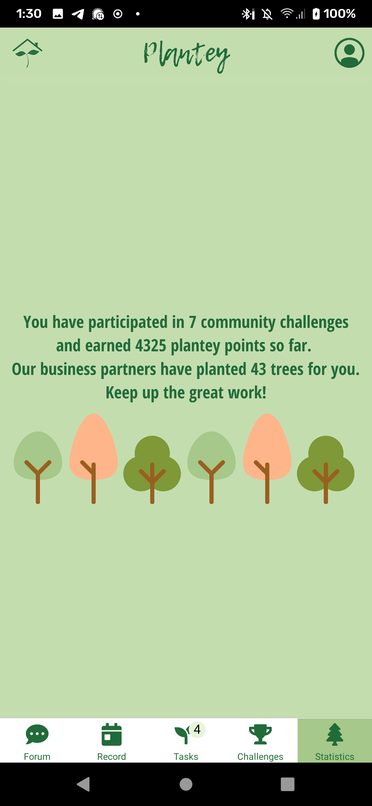 1:30
100%
Plantey
You have participated in 7 community challenges
and earned 4325 plantey points so far.
Our business partners have planted 43 trees for you.
Keep up the great work!
4
Forum
Record
Tasks
Challenges
Statistics